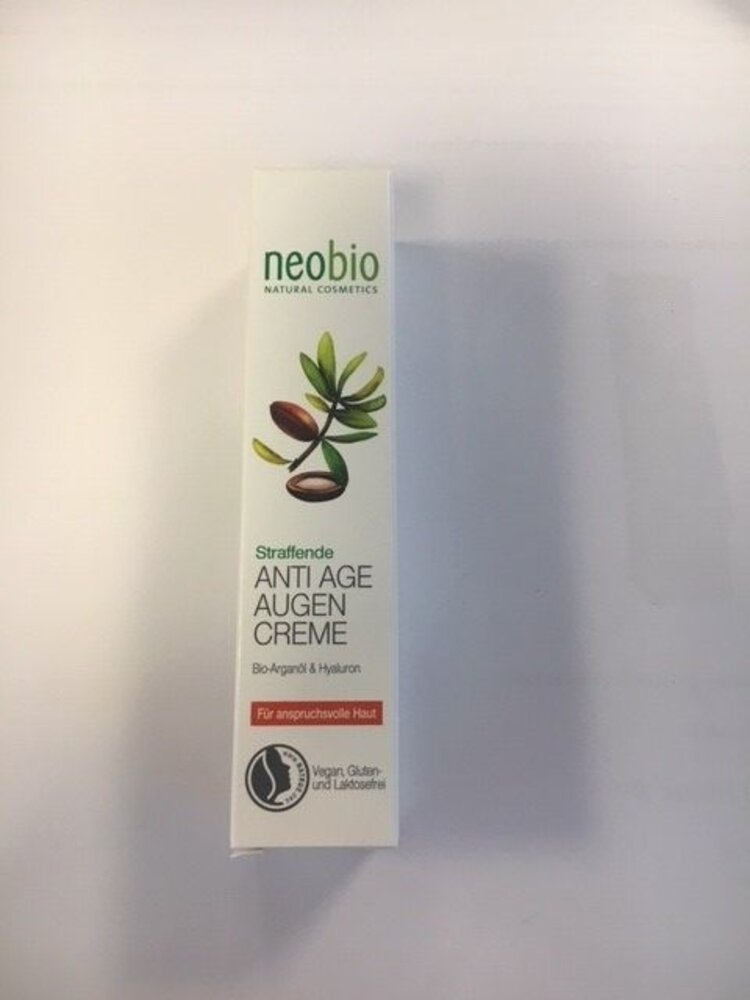 neobio
NATURAL COSMETICS
Straffende
ANTI AGE
AUGEN
CREME
Bio-Arganöl & Hyaluron
Für anspruchsvolle Haut
Vegan, Gluten-
und Laktosefrei